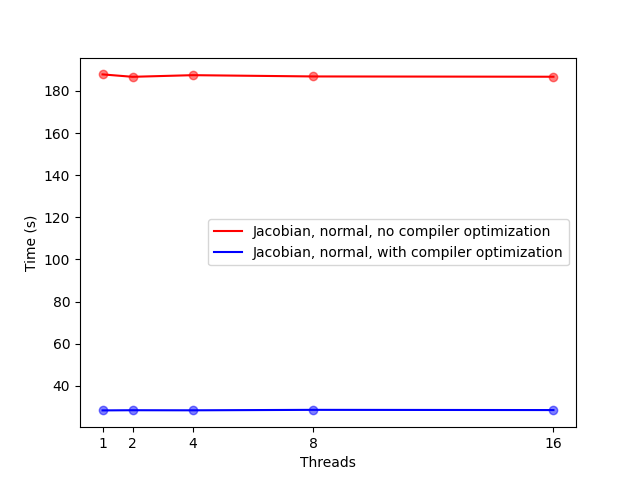 180
160
140
120
100
80
60
40
Time (s)
Jacobian, normal, no compiler optimization
Jacobian, normal, with compiler optimization
1 2 4 8 16
Threads